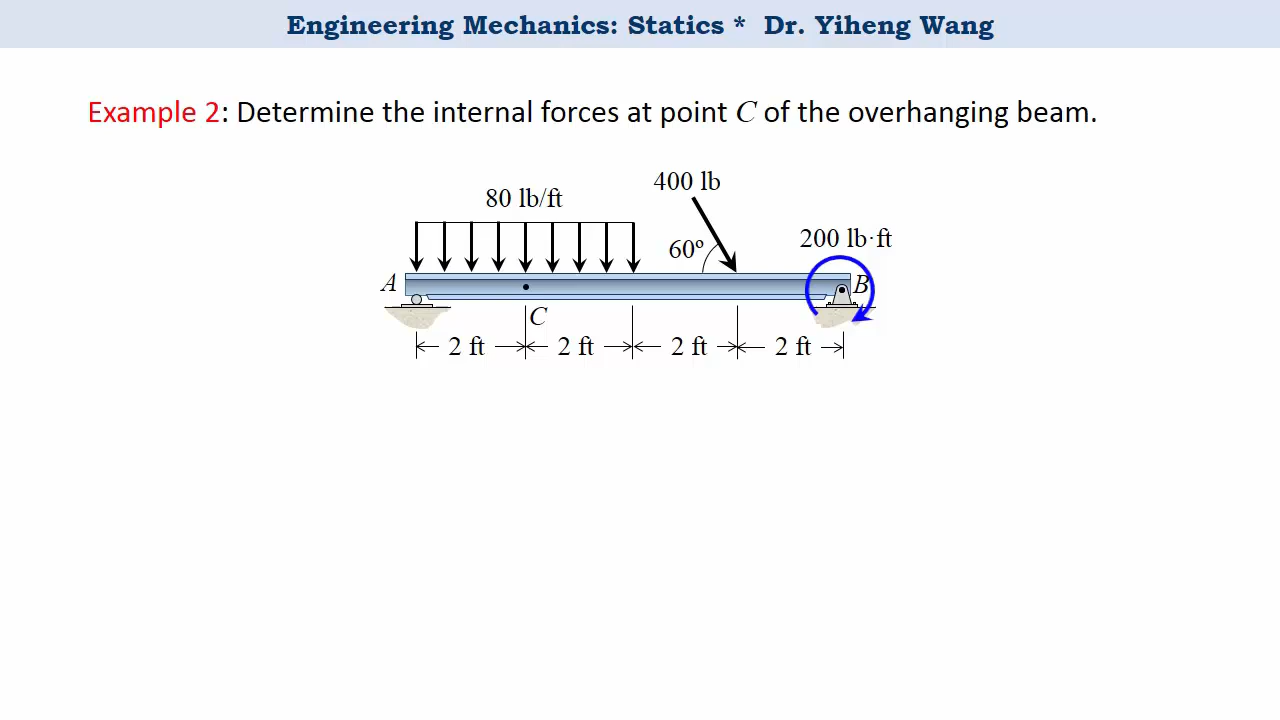 Engineering Mechanics: Statics * Dr. Yiheng Wang
Example 2: Determine the internal forces at point C of the overhanging beam.
400 lb
80 lb/ft
200 lb·ft
60º
A
B
C
2 ft 2 ft 2 ft 2 ft